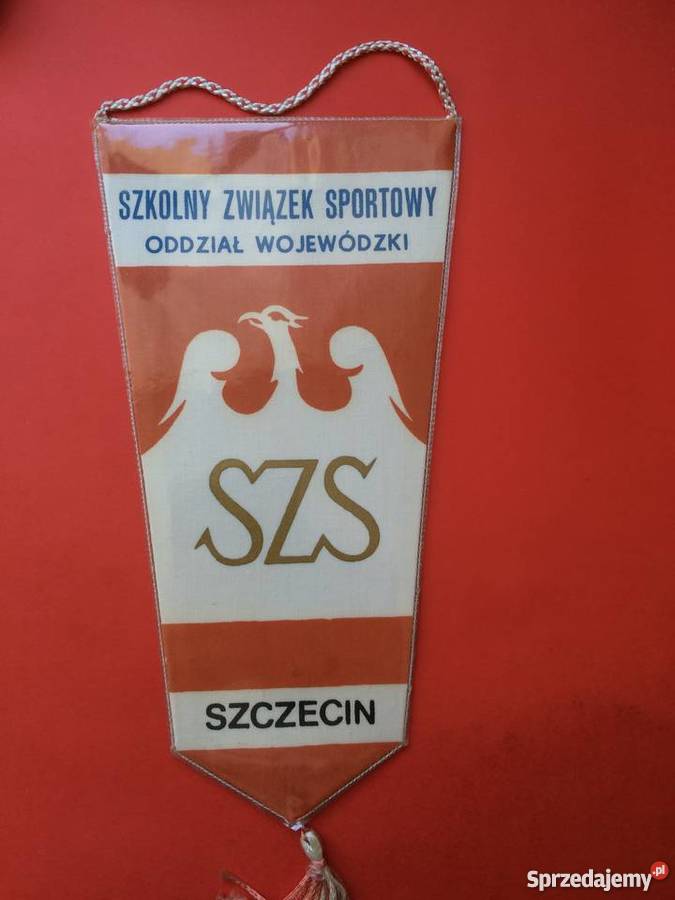 SZKOLNY ZWIĄZEK SPORTOWY
ODDZIAŁ WOJEWÓDZKI
SZS
SZCZECIN
Sprzedajemy.pl